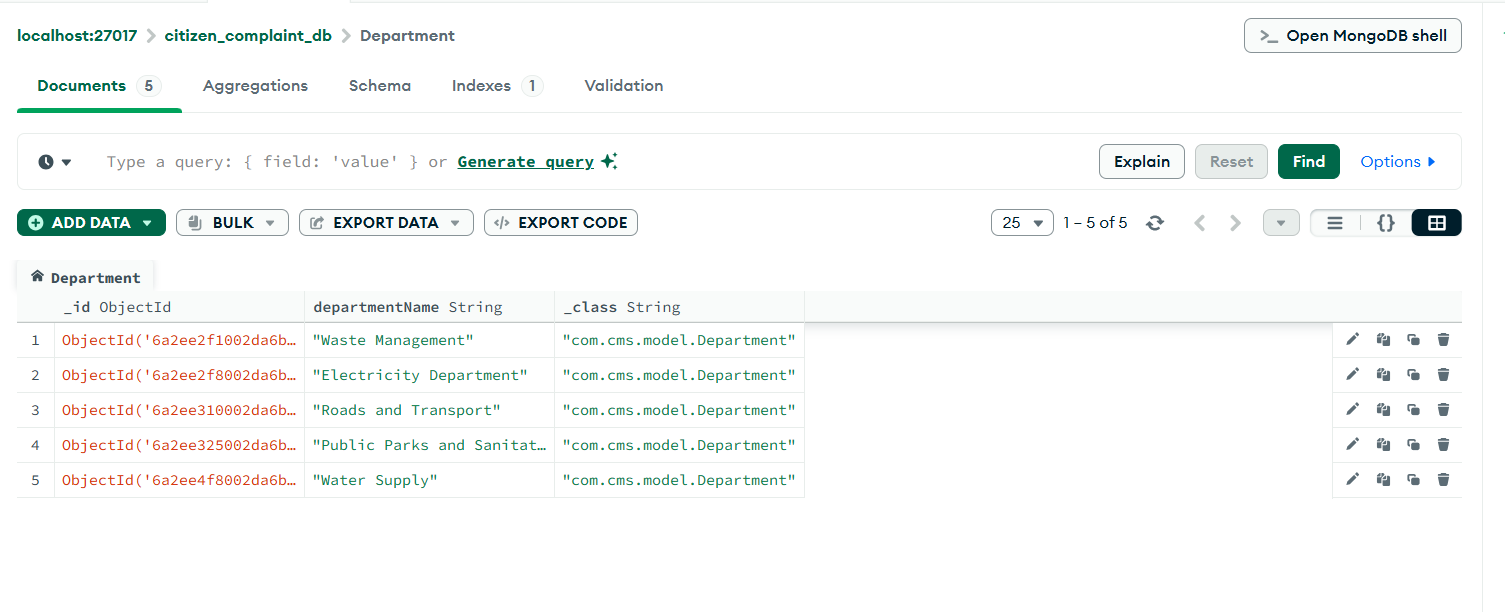 localhost:27017 > citizen_complaint_db > Department
>_ Open MongoDB shell
Documents 5 Aggregations Schema Indexes 1 Validation
Type a query: { field: 'value' } or Generate query
Explain Reset Find Options
ADD DATA BULK EXPORT DATA </> EXPORT CODE
25 1 – 5 of 5 {}
Department
_id ObjectId departmentName String _class String
1 ObjectId('6a2ee2f1002da6b… "Waste Management" "com.cms.model.Department"
2 ObjectId('6a2ee2f8002da6b… "Electricity Department" "com.cms.model.Department"
3 ObjectId('6a2ee310002da6b… "Roads and Transport" "com.cms.model.Department"
4 ObjectId('6a2ee325002da6b… "Public Parks and Sanitat… "com.cms.model.Department"
5 ObjectId('6a2ee4f8002da6b… "Water Supply" "com.cms.model.Department"